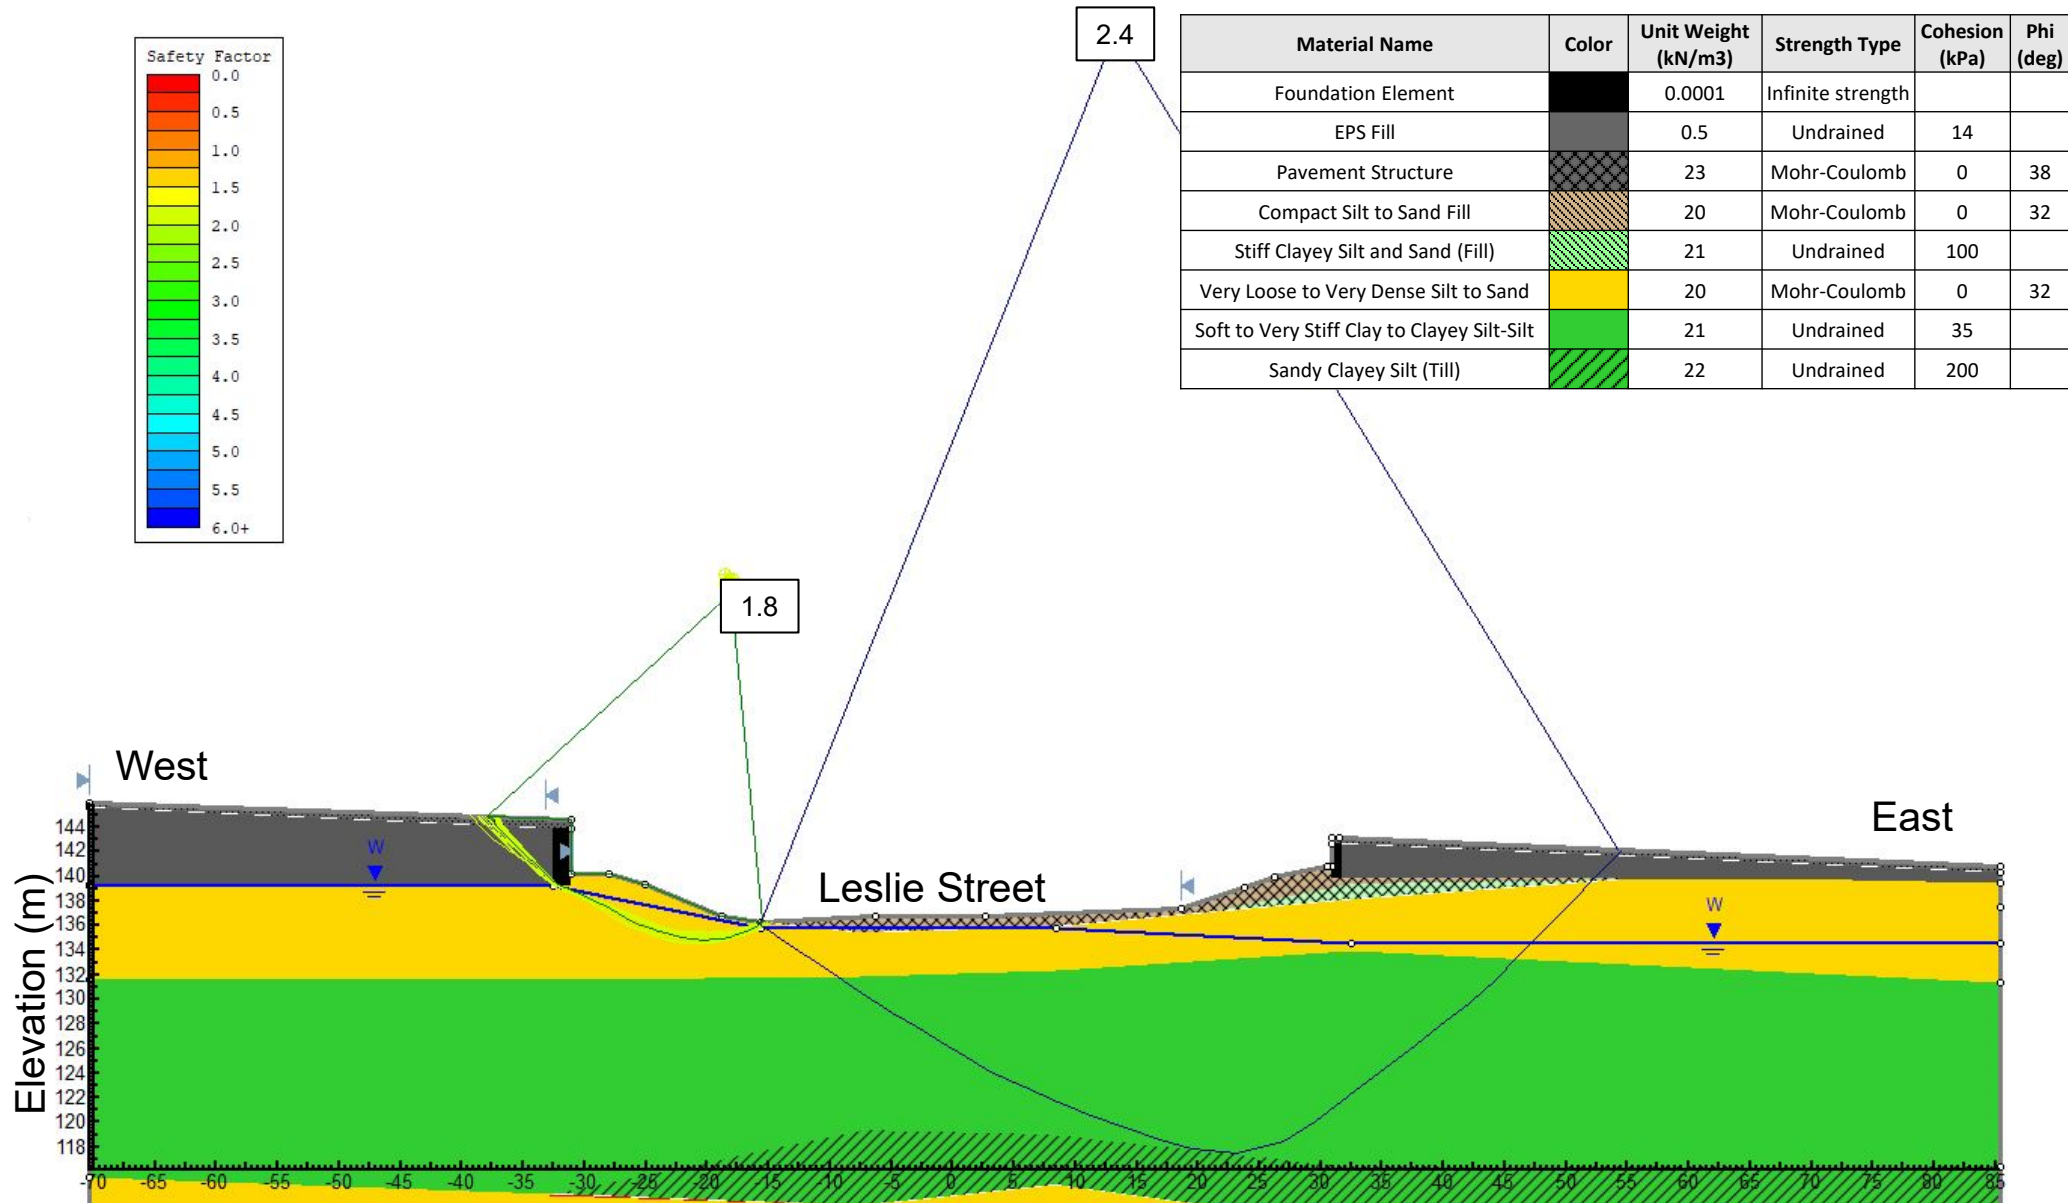 Safety Factor
0.0
0.5
1.0
1.5
2.0
2.5
3.0
3.5
4.0
4.5
5.0
5.5
6.0+
2.4
Material Name Color Unit Weight (kN/m3) Strength Type Cohesion (kPa) Phi (deg)
Foundation Element 0.0001 Infinite strength
EPS Fill 0.5 Undrained 14
Pavement Structure 23 Mohr-Coulomb 0 38
Compact Silt to Sand Fill 20 Mohr-Coulomb 0 32
Stiff Clayey Silt and Sand (Fill) 21 Undrained 100
Very Loose to Very Dense Silt to Sand 20 Mohr-Coulomb 0 32
Soft to Very Stiff Clay to Clayey Silt-Silt 21 Undrained 35
Sandy Clayey Silt (Till) 22 Undrained 200
1.8
West
East
Leslie Street
W
W
Elevation (m)
144
142
140
138
136
134
132
130
128
126
124
122
120
118
-70 -65 -60 -55 -50 -45 -40 -35 -30 -25 -20 -15 -10 -5 0 5 10 15 20 25 30 35 40 45 50 55 60 65 70 75 80 85